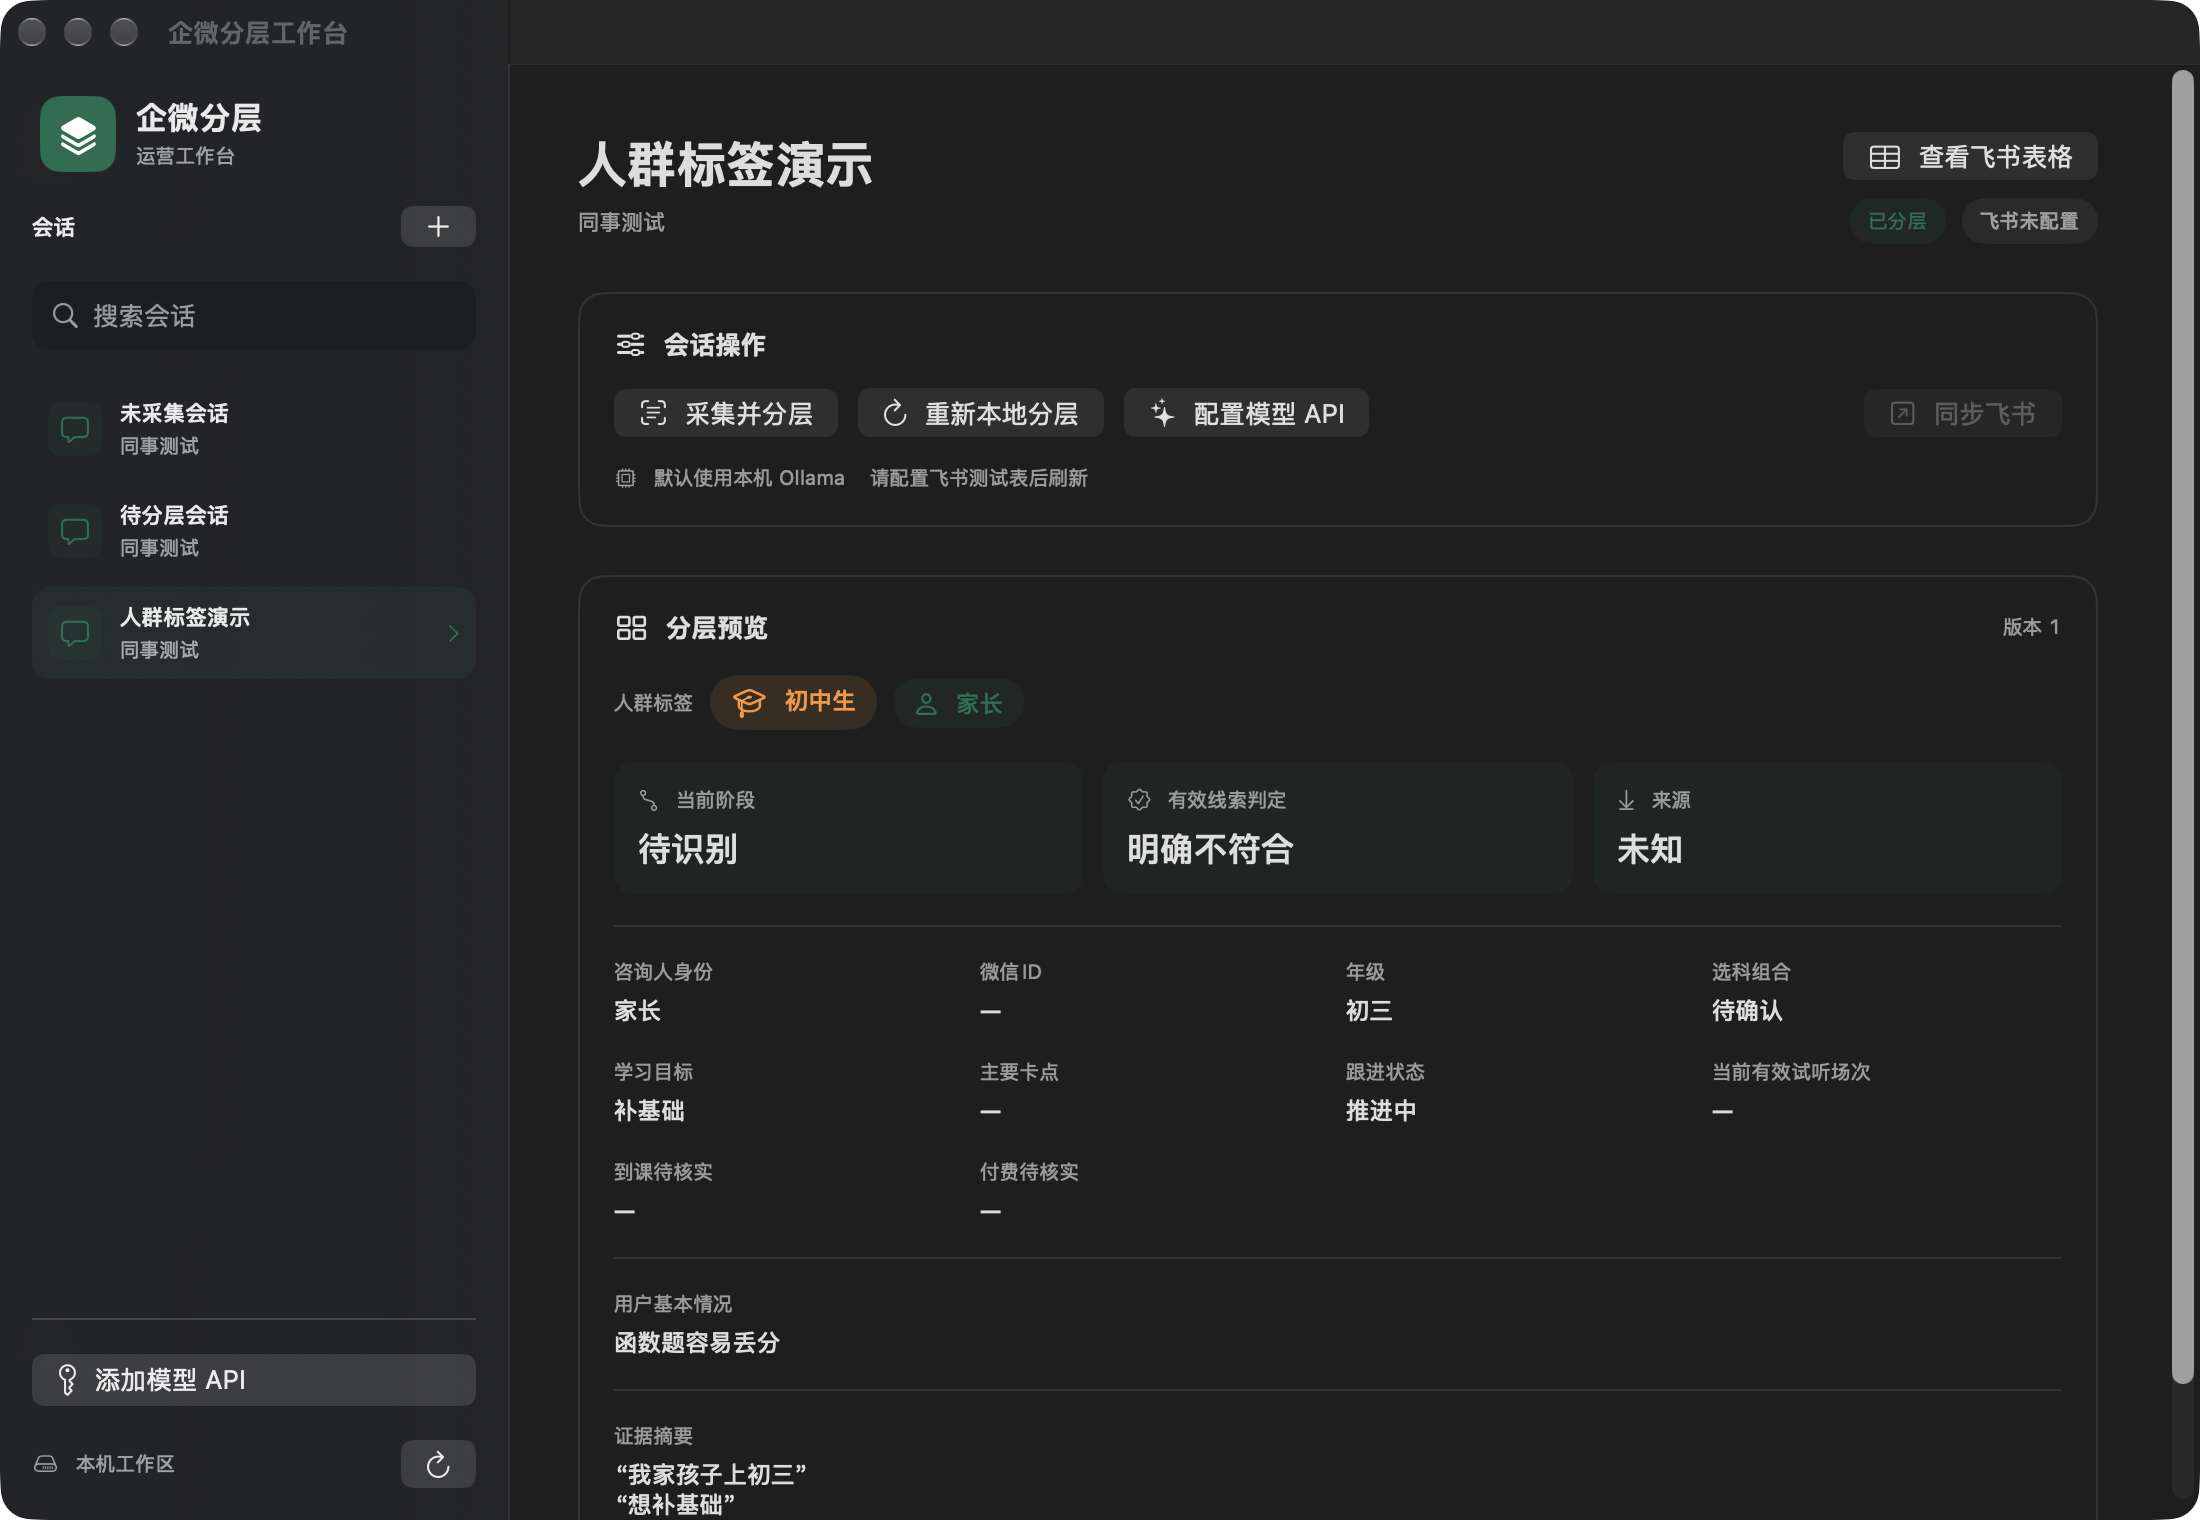 企微分层工作台
企微分层
运营工作台
会话
搜索会话
未采集会话
同事测试
待分层会话
同事测试
人群标签演示
同事测试
添加模型 API
本机工作区
人群标签演示
同事测试
查看飞书表格
已分层
飞书未配置
会话操作
采集并分层
重新本地分层
配置模型 API
同步飞书
默认使用本机 Ollama 请配置飞书测试表后刷新
分层预览
版本 1
人群标签
初中生
家长
当前阶段
待识别
有效线索判定
明确不符合
来源
未知
咨询人身份
家长
微信ID
—
年级
初三
选科组合
待确认
学习目标
补基础
主要卡点
—
跟进状态
推进中
当前有效试听场次
—
到课待核实
—
付费待核实
—
用户基本情况
函数题容易丢分
证据摘要
“我家孩子上初三”
“想补基础”